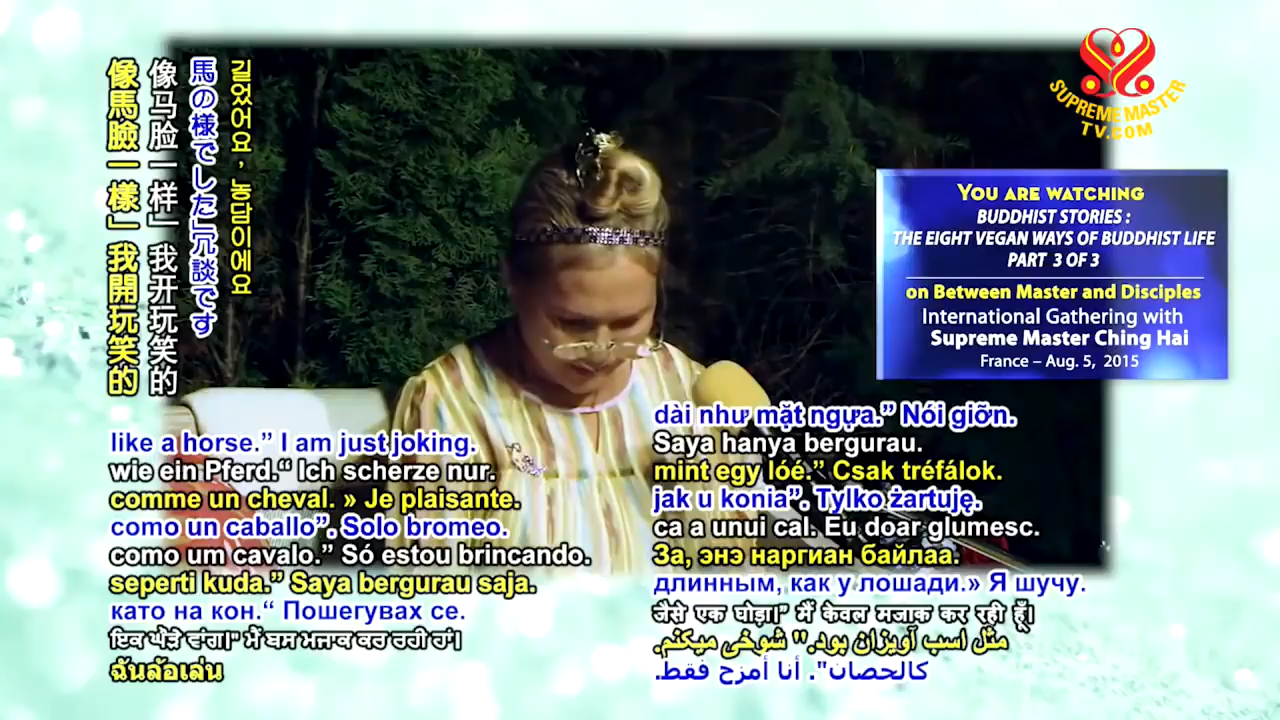 像馬臉一樣」我開玩笑的
像马脸一样」我开玩笑的
馬の様でした」冗談です
길었어요, 농담이에요
SUPREME MASTER
TV.COM
YOU ARE WATCHING
BUDDHIST STORIES :
THE EIGHT VEGAN WAYS OF BUDDHIST LIFE
PART 3 OF 3
on Between Master and Disciples
International Gathering with
Supreme Master Ching Hai
France – Aug. 5, 2015
like a horse.” I am just joking.
wie ein Pferd.“ Ich scherze nur.
comme un cheval. » Je plaisante.
como un caballo”. Solo bromeo.
como um cavalo.” Só estou brincando.
seperti kuda.” Saya bergurau saja.
като на кон.“ Пошегувах се.
ਇਕ ਘੋੜੇ ਵਾਂਗ।" ਮੈਂ ਬਸ ਮਜਾਕ ਕਰ ਰਹੀ ਹਾਂ।
ฉันล้อเล่น
dài như mặt ngựa.” Nói giỡn.
Saya hanya bergurau.
mint egy lóé.” Csak tréfálok.
jak u konia”. Tylko żartuję.
ca a unui cal. Eu doar glumesc.
За, энэ наргиан байлаа.
длинным, как у лошади.» Я шучу.
जैसे एक घोड़ा।” मैं केवल मजाक कर रही हूँ।
مثل اسب آویزان بود." شوخی میکنم.
كالحصان". أنا أمزح فقط.